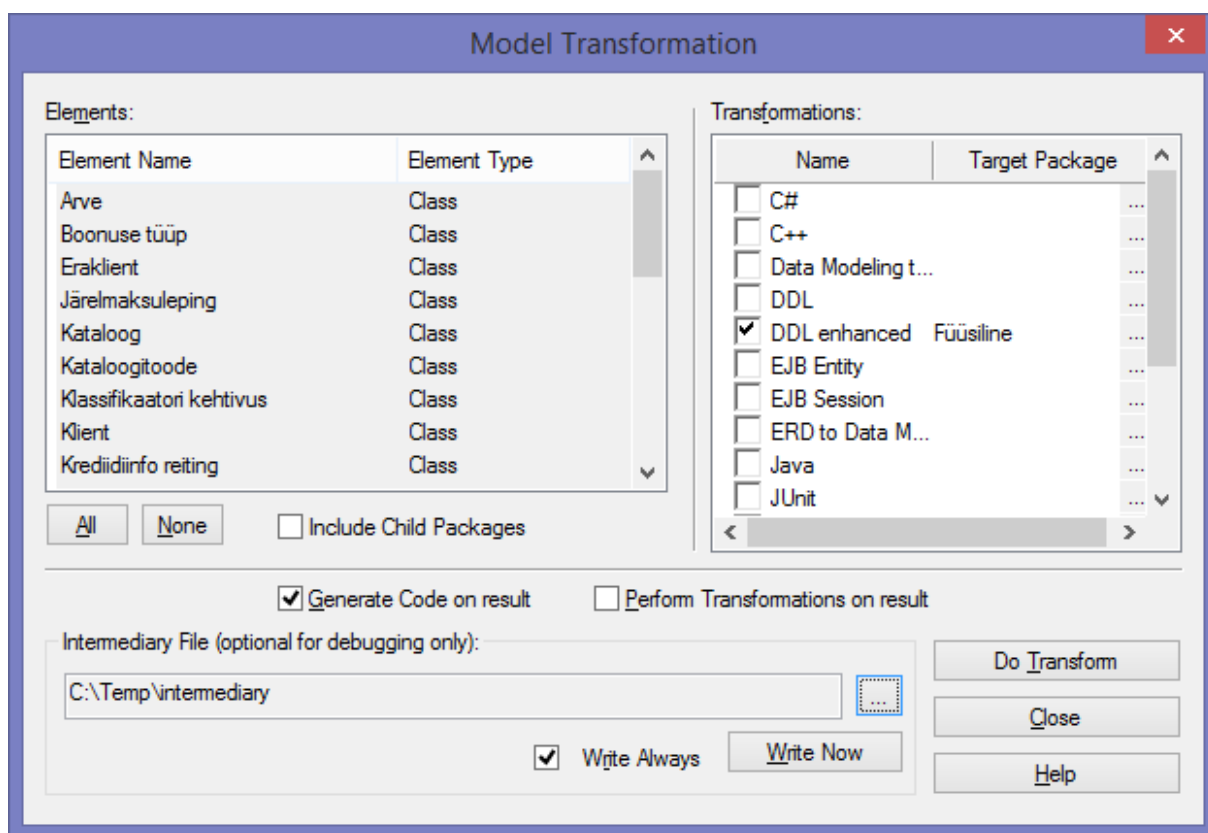 Model Transformation
Elements:
Element Name Element Type
Arve Class
Boonuse tüüp Class
Eraklient Class
Järelmaksuleping Class
Kataloog Class
Kataloogitoode Class
Klassifikaatori kehtivus Class
Klient Class
Krediidiinfo reiting Class
All None Include Child Packages
Transformations:
Name Target Package
C# ...
C++ ...
Data Modeling t... ...
DDL ...
DDL enhanced Füüsiline ...
EJB Entity ...
EJB Session ...
ERD to Data M... ...
Java ...
JUnit ...
Generate Code on result Perform Transformations on result
Intermediary File (optional for debugging only):
C:\Temp\intermediary ...
Write Always Write Now
Do Transform
Close
Help